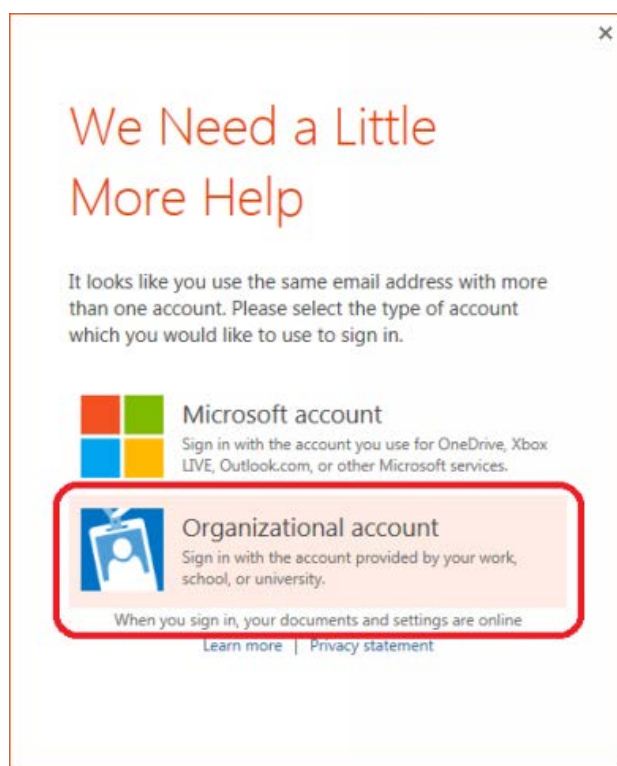 We Need a Little
More Help
It looks like you use the same email address with more
than one account. Please select the type of account
which you would like to use to sign in.
Microsoft account
Sign in with the account you use for OneDrive, Xbox
LIVE, Outlook.com, or other Microsoft services.
Organizational account
Sign in with the account provided by your work,
school, or university.
When you sign in, your documents and settings are online
Learn more | Privacy statement